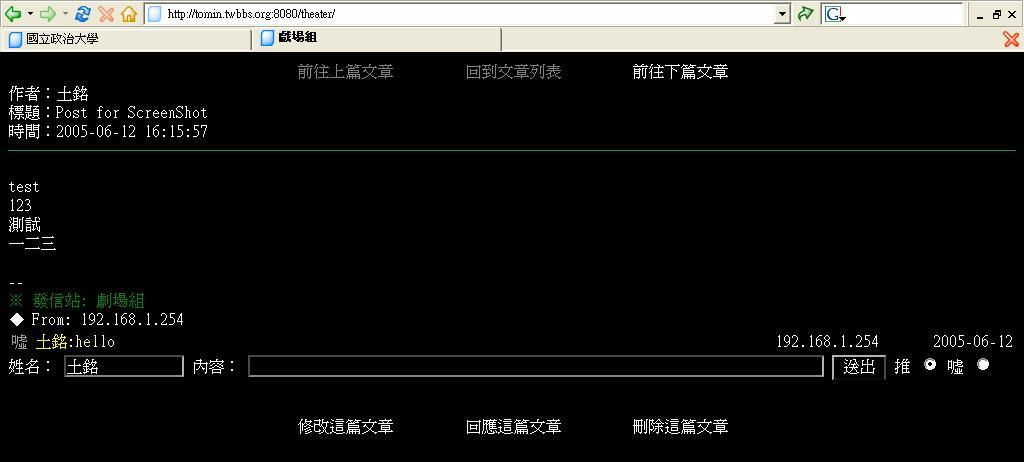 http://tomin.twbbs.org:8080/theater/
國立政治大學 劇場組
前往上篇文章 回到文章列表 前往下篇文章
作者：土銘
標題：Post for ScreenShot
時間：2005-06-12 16:15:57
test
123
測試
一二三
--
※ 發信站: 劇場組
◆ From: 192.168.1.254
噓 土銘:hello 192.168.1.254 2005-06-12
姓名： 土銘 內容： 送出 推 噓
修改這篇文章 回應這篇文章 刪除這篇文章